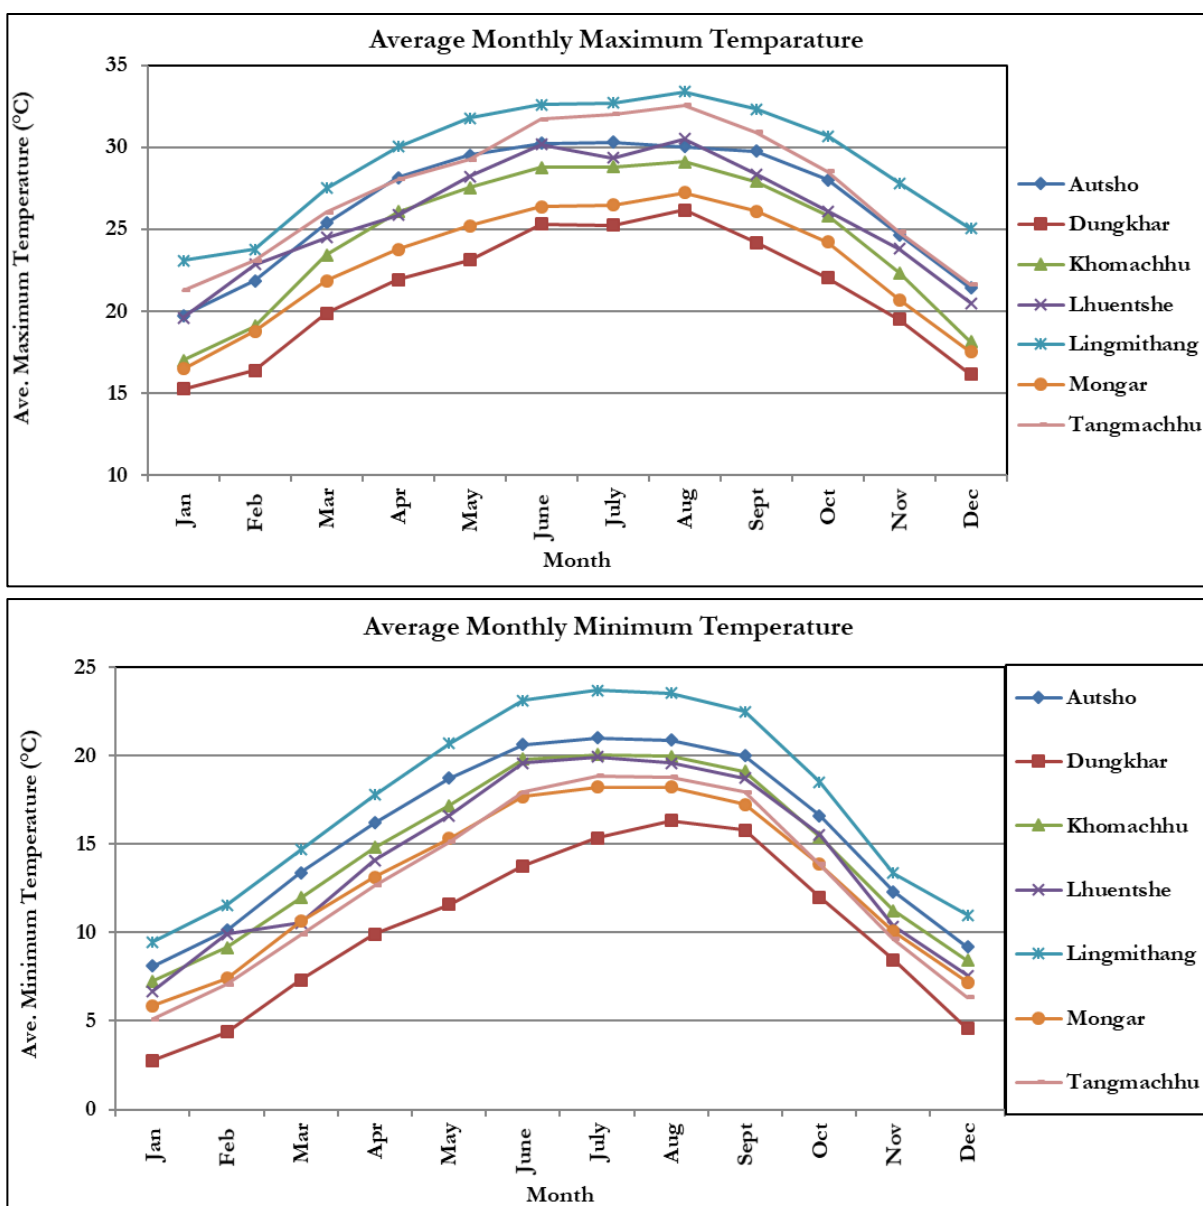 Average Monthly Maximum Temparature
Ave. Maximum Temperature (°C)
35
30
25
20
15
10
Jan
Feb
Mar
Apr
May
June
July
Aug
Sept
Oct
Nov
Dec
Month
Autsho
Dungkhar
Khomachhu
Lhuentshe
Lingmithang
Mongar
Tangmachhu
Average Monthly Minimum Temperature
Ave. Minimum Temperature (°C)
25
20
15
10
5
0
Jan
Feb
Mar
Apr
May
June
July
Aug
Sept
Oct
Nov
Dec
Month
Autsho
Dungkhar
Khomachhu
Lhuentshe
Lingmithang
Mongar
Tangmachhu